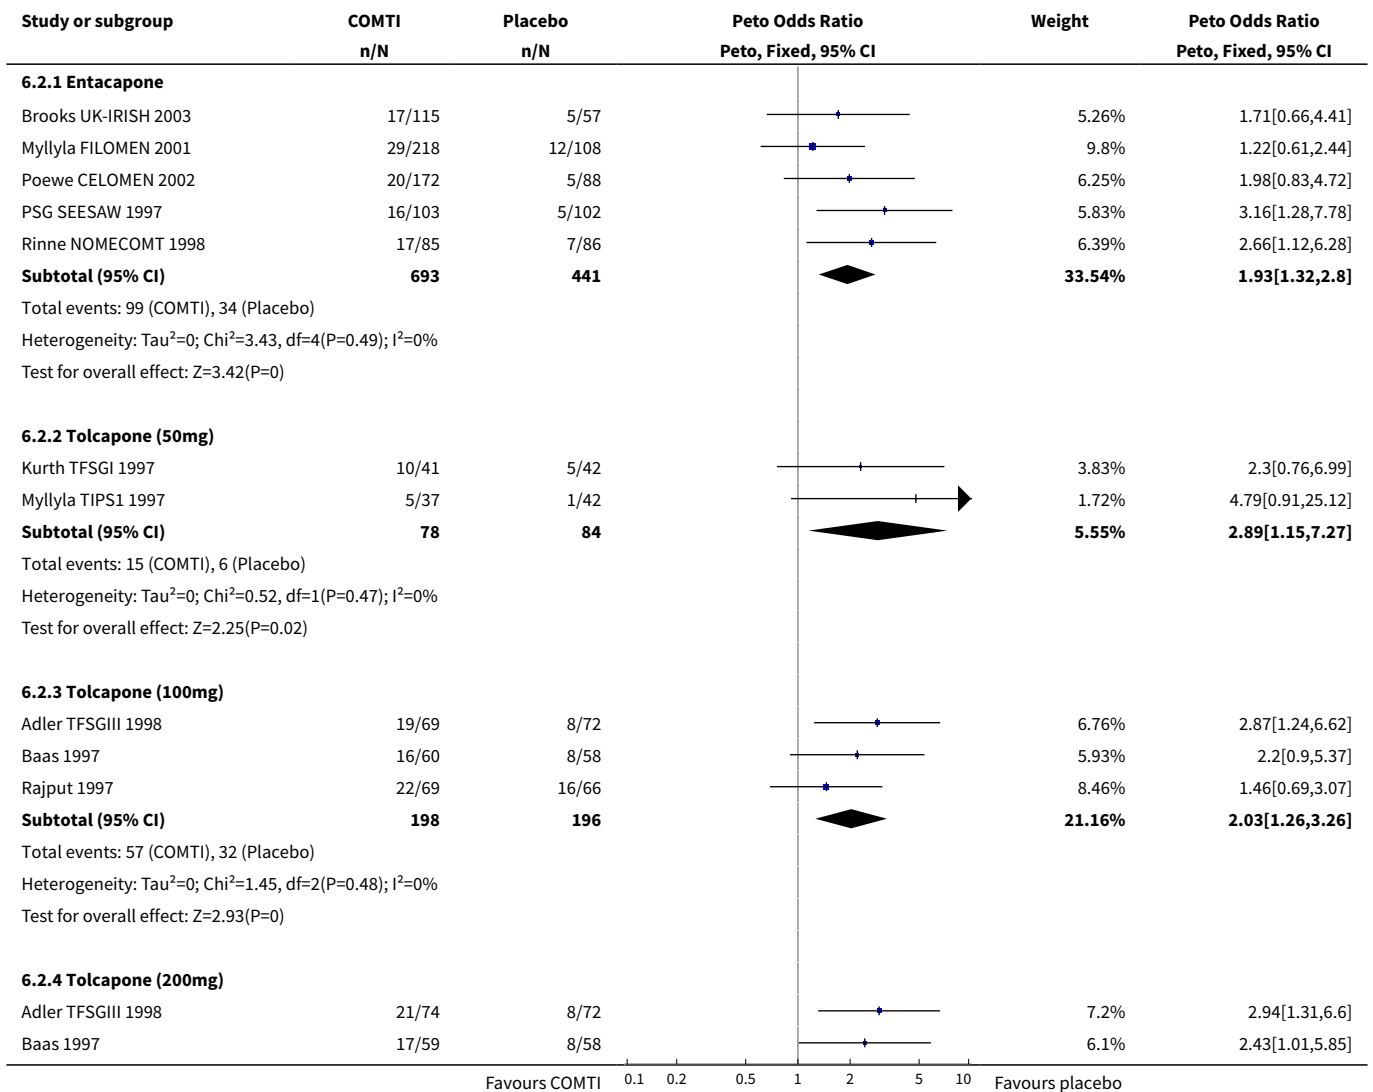 Study or subgroup COMTI Placebo Peto Odds Ratio Weight Peto Odds Ratio
n/N n/N Peto, Fixed, 95% CI Peto, Fixed, 95% CI
6.2.1 Entacapone
Brooks UK-IRISH 2003 17/115 5/57 5.26% 1.71[0.66,4.41]
Myllyla FILOMEN 2001 29/218 12/108 9.8% 1.22[0.61,2.44]
Poewe CELOMEN 2002 20/172 5/88 6.25% 1.98[0.83,4.72]
PSG SEESAW 1997 16/103 5/102 5.83% 3.16[1.28,7.78]
Rinne NOMECOMT 1998 17/85 7/86 6.39% 2.66[1.12,6.28]
Subtotal (95% CI) 693 441 33.54% 1.93[1.32,2.8]
Total events: 99 (COMTI), 34 (Placebo)
Heterogeneity: Tau²=0; Chi²=3.43, df=4(P=0.49); I²=0%
Test for overall effect: Z=3.42(P=0)
6.2.2 Tolcapone (50mg)
Kurth TFSGI 1997 10/41 5/42 3.83% 2.3[0.76,6.99]
Myllyla TIPS1 1997 5/37 1/42 1.72% 4.79[0.91,25.12]
Subtotal (95% CI) 78 84 5.55% 2.89[1.15,7.27]
Total events: 15 (COMTI), 6 (Placebo)
Heterogeneity: Tau²=0; Chi²=0.52, df=1(P=0.47); I²=0%
Test for overall effect: Z=2.25(P=0.02)
6.2.3 Tolcapone (100mg)
Adler TFSGIII 1998 19/69 8/72 6.76% 2.87[1.24,6.62]
Baas 1997 16/60 8/58 5.93% 2.2[0.9,5.37]
Rajput 1997 22/69 16/66 8.46% 1.46[0.69,3.07]
Subtotal (95% CI) 198 196 21.16% 2.03[1.26,3.26]
Total events: 57 (COMTI), 32 (Placebo)
Heterogeneity: Tau²=0; Chi²=1.45, df=2(P=0.48); I²=0%
Test for overall effect: Z=2.93(P=0)
6.2.4 Tolcapone (200mg)
Adler TFSGIII 1998 21/74 8/72 7.2% 2.94[1.31,6.6]
Baas 1997 17/59 8/58 6.1% 2.43[1.01,5.85]
Favours COMTI 0.1 0.2 0.5 1 2 5 10 Favours placebo